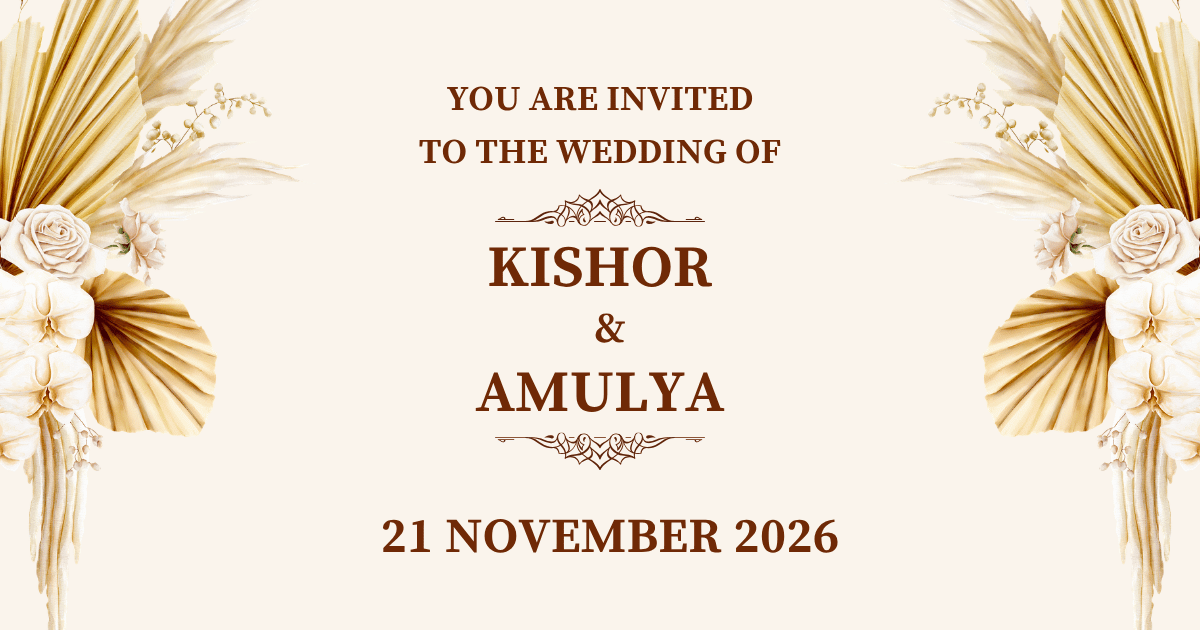 YOU ARE INVITED
TO THE WEDDING OF
KISHOR
&
AMULYA
21 NOVEMBER 2026